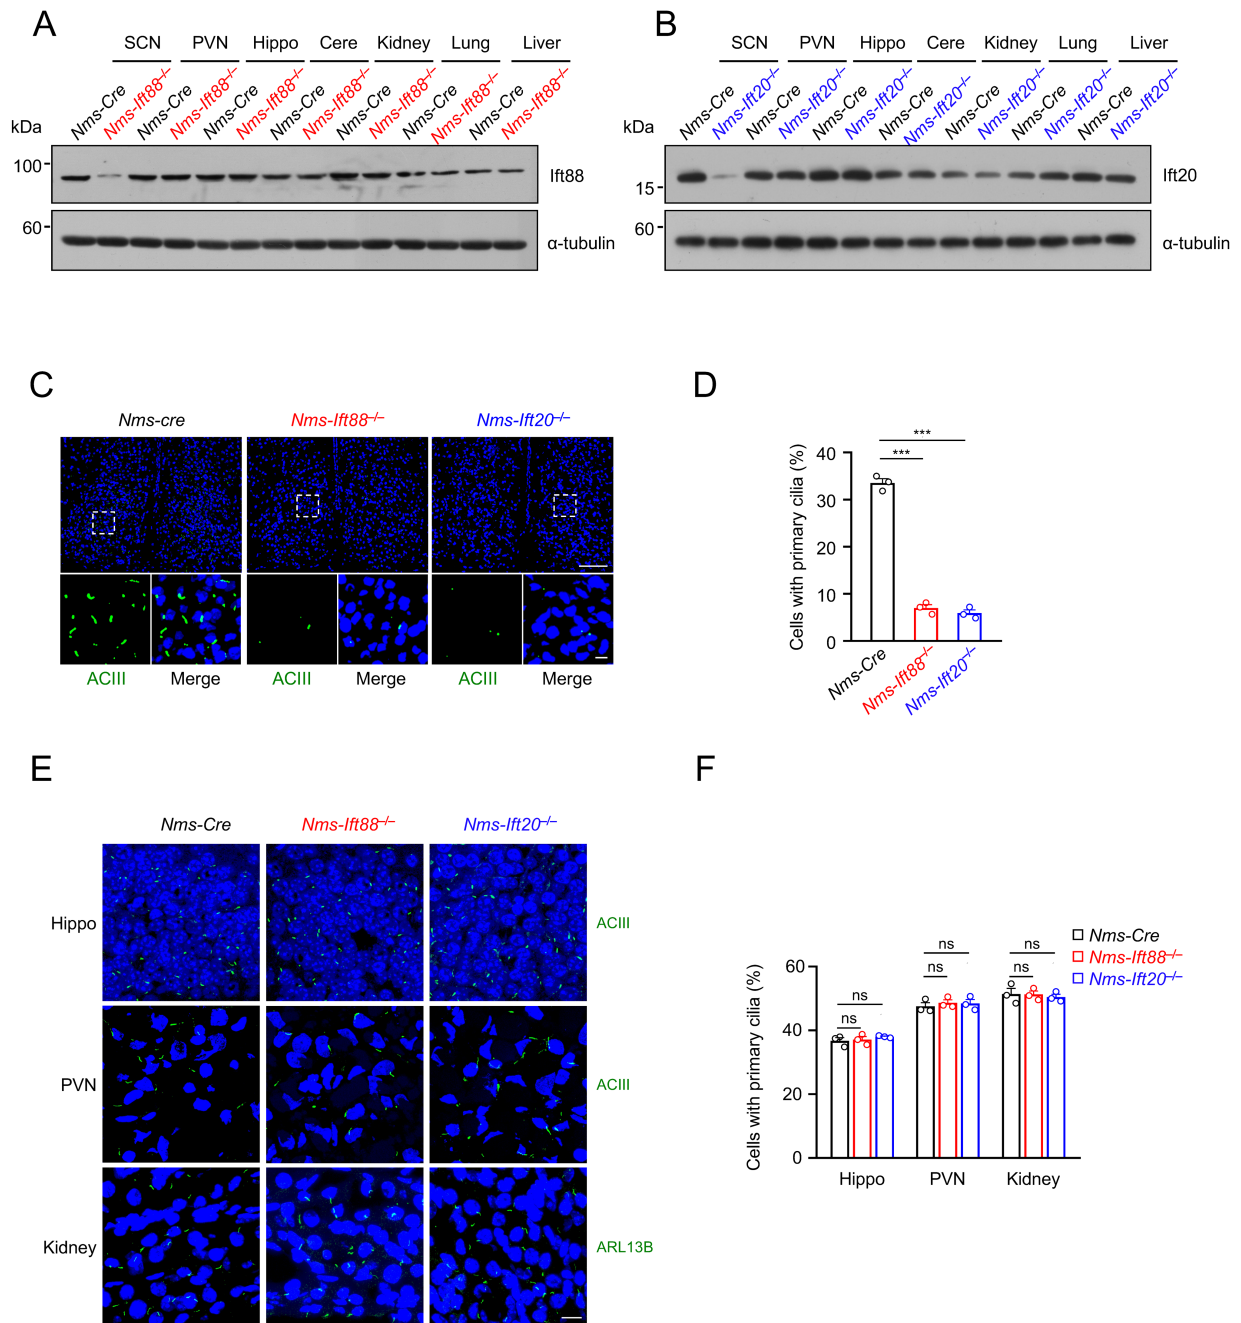 A
SCN PVN Hippo Cere Kidney Lung Liver
Nms-Cre Nms-Ift88–/– Nms-Cre Nms-Ift88–/– Nms-Cre Nms-Ift88–/– Nms-Cre Nms-Ift88–/– Nms-Cre Nms-Ift88–/– Nms-Cre Nms-Ift88–/– Nms-Cre Nms-Ift88–/–
kDa
100
Ift88
60
α-tubulin
B
SCN PVN Hippo Cere Kidney Lung Liver
Nms-Cre Nms-Ift20–/– Nms-Cre Nms-Ift20–/– Nms-Cre Nms-Ift20–/– Nms-Cre Nms-Ift20–/– Nms-Cre Nms-Ift20–/– Nms-Cre Nms-Ift20–/– Nms-Cre Nms-Ift20–/–
kDa
15
Ift20
60
α-tubulin
C
Nms-cre Nms-Ift88–/– Nms-Ift20–/–
ACIII Merge ACIII Merge ACIII Merge
D
Cells with primary cilia (%)
***
***
40
30
20
10
0
Nms-Cre Nms-Ift88–/– Nms-Ift20–/–
E
Nms-Cre Nms-Ift88–/– Nms-Ift20–/–
Hippo ACIII
PVN ACIII
Kidney ARL13B
F
Nms-Cre
Nms-Ift88–/–
Nms-Ift20–/–
Cells with primary cilia (%)
60
40
20
0
ns ns
ns ns
ns ns
Hippo PVN Kidney